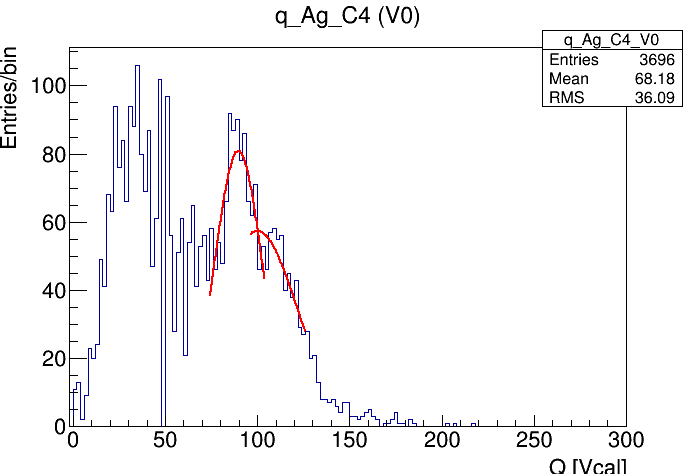 q_Ag_C4 (V0)
q_Ag_C4_V0
Entries 3696
Mean 68.18
RMS 36.09
Entries/bin
100
80
60
40
20
0
0 50 100 150 200 250 300
Q [Vcal]